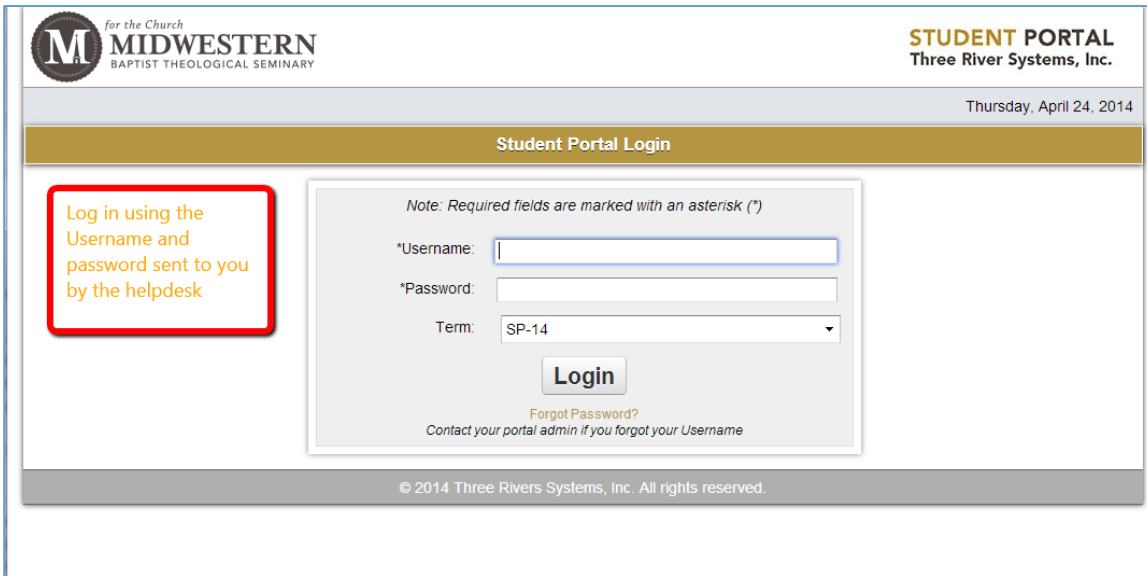 for the Church
M MIDWESTERN
BAPTIST THEOLOGICAL SEMINARY
STUDENT PORTAL
Three River Systems, Inc.
Thursday, April 24, 2014
Student Portal Login
Log in using the
Username and
password sent to you
by the helpdesk
Note: Required fields are marked with an asterisk (*)
*Username:
*Password:
Term: SP-14
Login
Forgot Password?
Contact your portal admin if you forgot your Username
© 2014 Three Rivers Systems, Inc. All rights reserved.